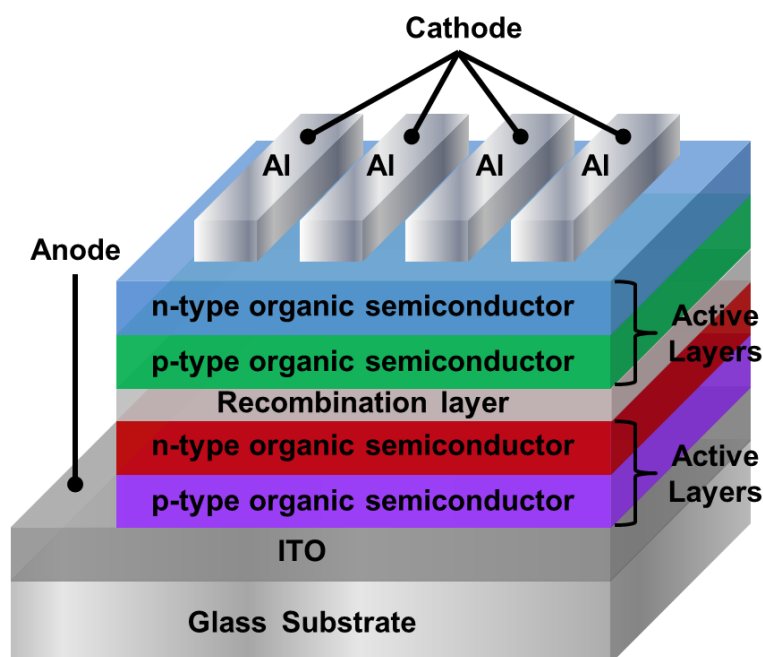 Cathode
Al Al Al Al
Anode
n-type organic semiconductor
p-type organic semiconductor
Active
Layers
Recombination layer
n-type organic semiconductor
p-type organic semiconductor
Active
Layers
ITO
Glass Substrate